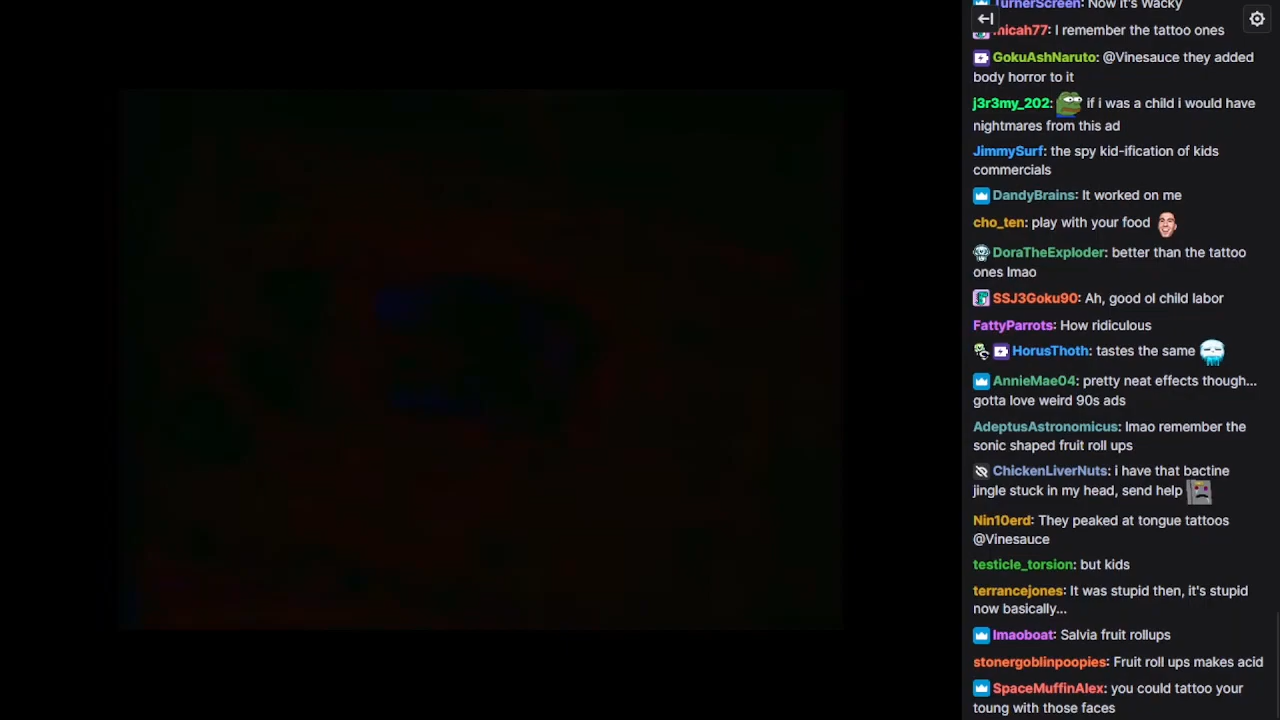 TurnerScreen: Now it's Wacky
micah77: I remember the tattoo ones
GokuAshNaruto: @Vinesauce they added
body horror to it
j3r3my_202: if i was a child i would have
nightmares from this ad
JimmySurf: the spy kid-ification of kids
commercials
DandyBrains: It worked on me
cho_ten: play with your food
DoraTheExploder: better than the tattoo
ones lmao
SSJ3Goku90: Ah, good ol child labor
FattyParrots: How ridiculous
HorusThoth: tastes the same
AnnieMae04: pretty neat effects though...
gotta love weird 90s ads
AdeptusAstronomicus: lmao remember the
sonic shaped fruit roll ups
ChickenLiverNuts: i have that bactine
jingle stuck in my head, send help
Nin10erd: They peaked at tongue tattoos
@Vinesauce
testicle_torsion: but kids
terrancejones: It was stupid then, it's stupid
now basically...
lmaoboat: Salvia fruit rollups
stonergoblinpoopies: Fruit roll ups makes acid
SpaceMuffinAlex: you could tattoo your
toung with those faces